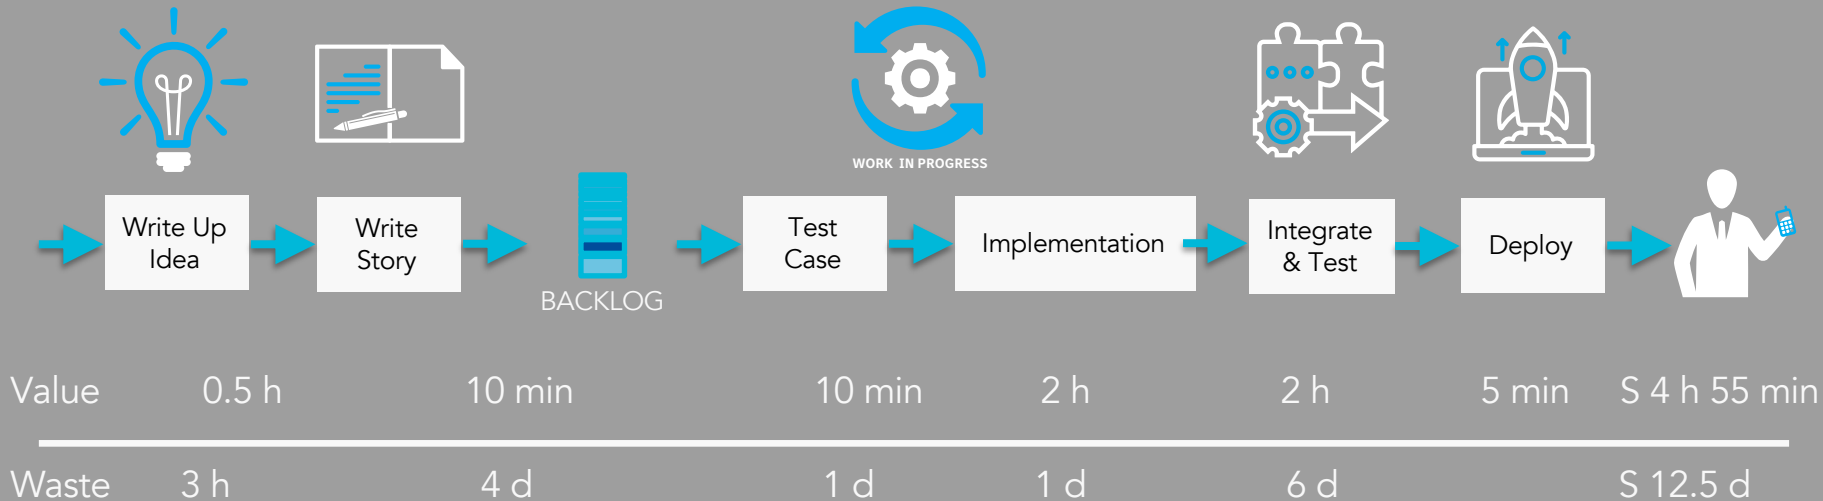 WORK IN PROGRESS
Write Up
Idea
Write
Story
BACKLOG
Test
Case
Implementation
Integrate
& Test
Deploy
Value 0.5 h 10 min 10 min 2 h 2 h 5 min S 4 h 55 min
Waste 3 h 4 d 1 d 1 d 6 d S 12.5 d